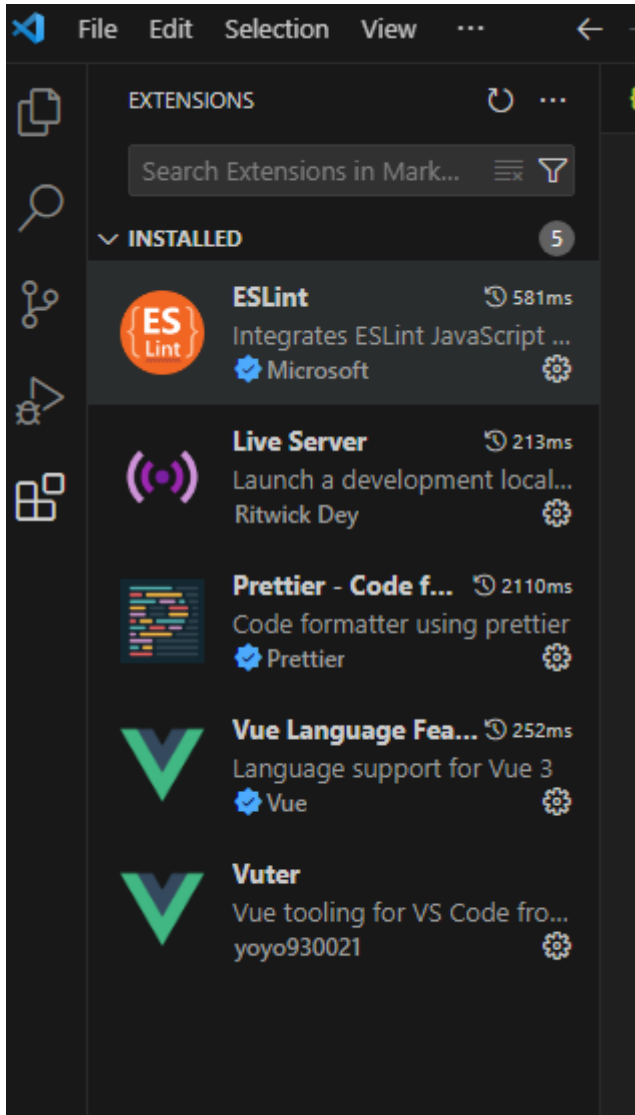 File Edit Selection View ···
EXTENSIONS
Search Extensions in Mark...
INSTALLED 5
ES
Lint
ESLint 581ms
Integrates ESLint JavaScript ...
Microsoft
Live Server 213ms
Launch a development local...
Ritwick Dey
Prettier - Code f... 2110ms
Code formatter using prettier
Prettier
Vue Language Fea... 252ms
Language support for Vue 3
Vue
Vuter
Vue tooling for VS Code fro...
yoyo930021